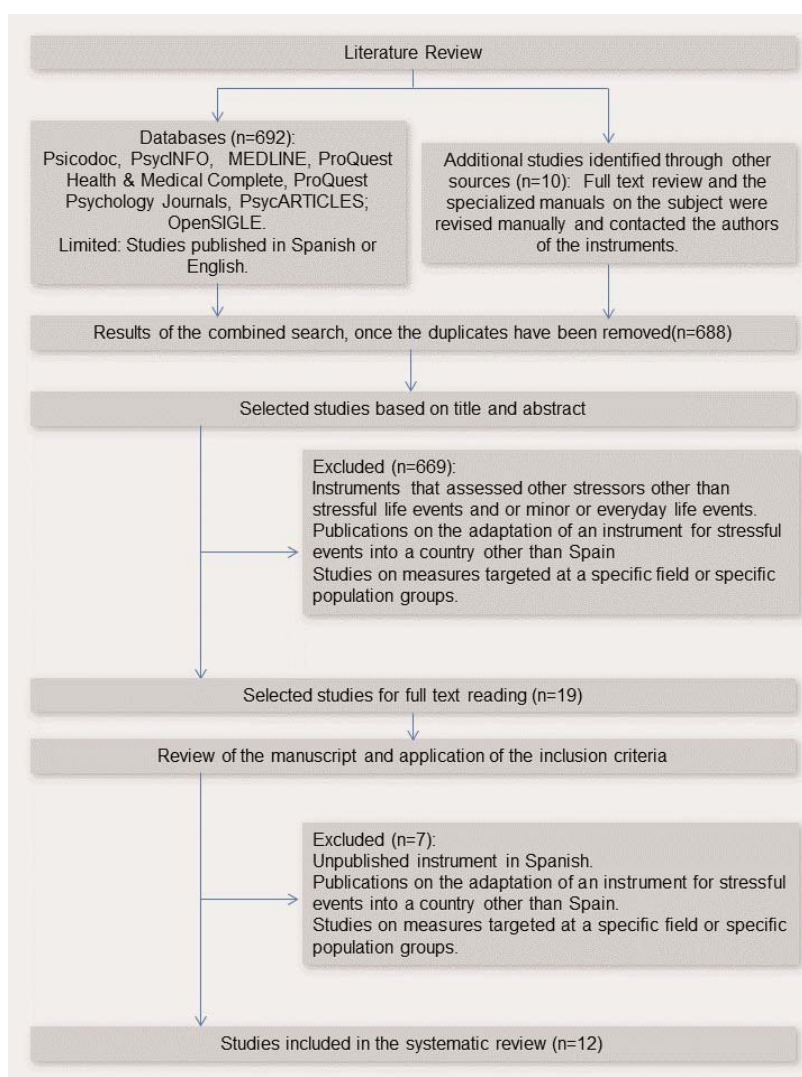 Literature Review
Databases (n=692):
Psicodoc, PsycINFO, MEDLINE, ProQuest
Health & Medical Complete, ProQuest
Psychology Journals, PsycARTICLES;
OpenSIGLE.
Limited: Studies published in Spanish or
English.
Additional studies identified through other
sources (n=10): Full text review and the
specialized manuals on the subject were
revised manually and contacted the authors
of the instruments.
Results of the combined search, once the duplicates have been removed(n=688)
Selected studies based on title and abstract
Excluded (n=669):
Instruments that assessed other stressors other than
stressful life events and or minor or everyday life events.
Publications on the adaptation of an instrument for stressful
events into a country other than Spain
Studies on measures targeted at a specific field or specific
population groups.
Selected studies for full text reading (n=19)
Review of the manuscript and application of the inclusion criteria
Excluded (n=7):
Unpublished instrument in Spanish.
Publications on the adaptation of an instrument for stressful
events into a country other than Spain.
Studies on measures targeted at a specific field or specific
population groups.
Studies included in the systematic review (n=12)